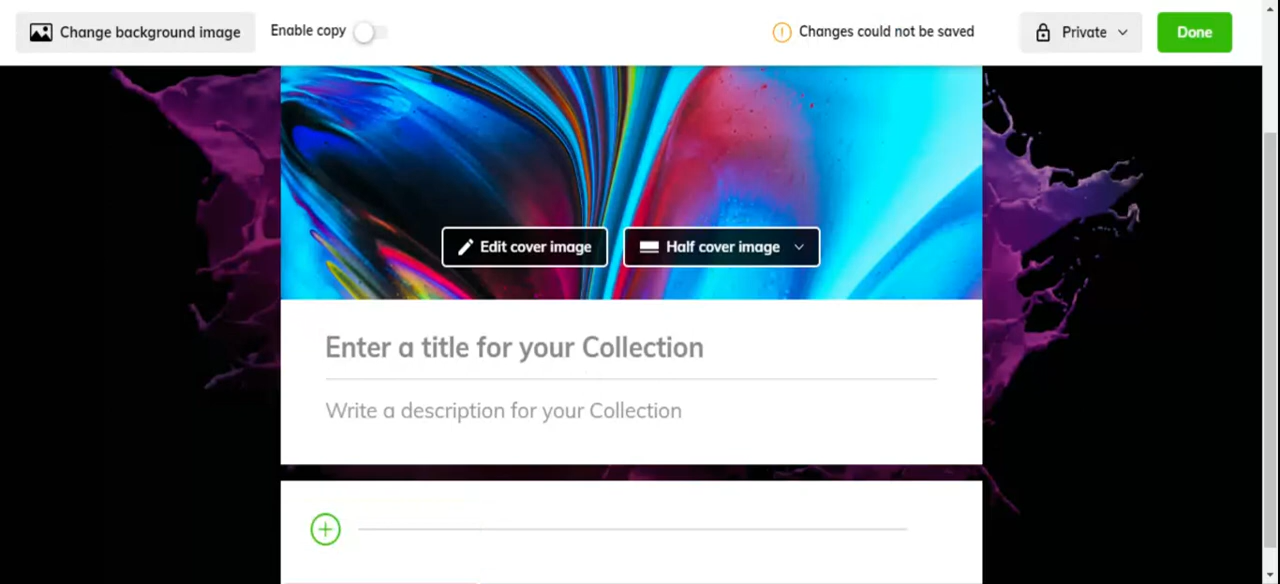 Change background image
Enable copy
Changes could not be saved
Private
Done
Edit cover image
Half cover image
Enter a title for your Collection
Write a description for your Collection